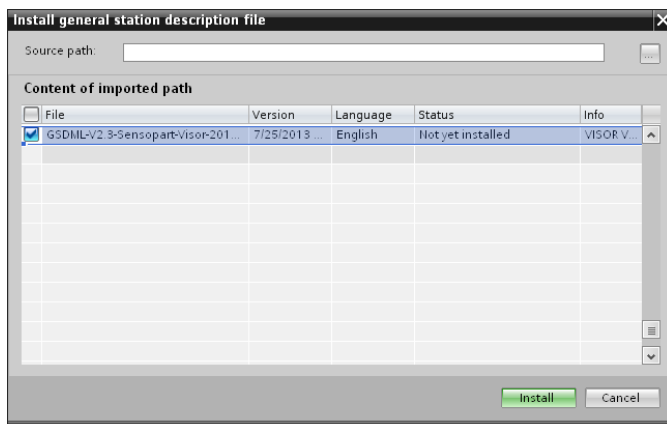 Install general station description file
Source path:
...
Content of imported path
File Version Language Status Info
GSDML-V2.3-Sensopart-Visor-201... 7/25/2013 ... English Not yet installed VISOR V...
Install Cancel